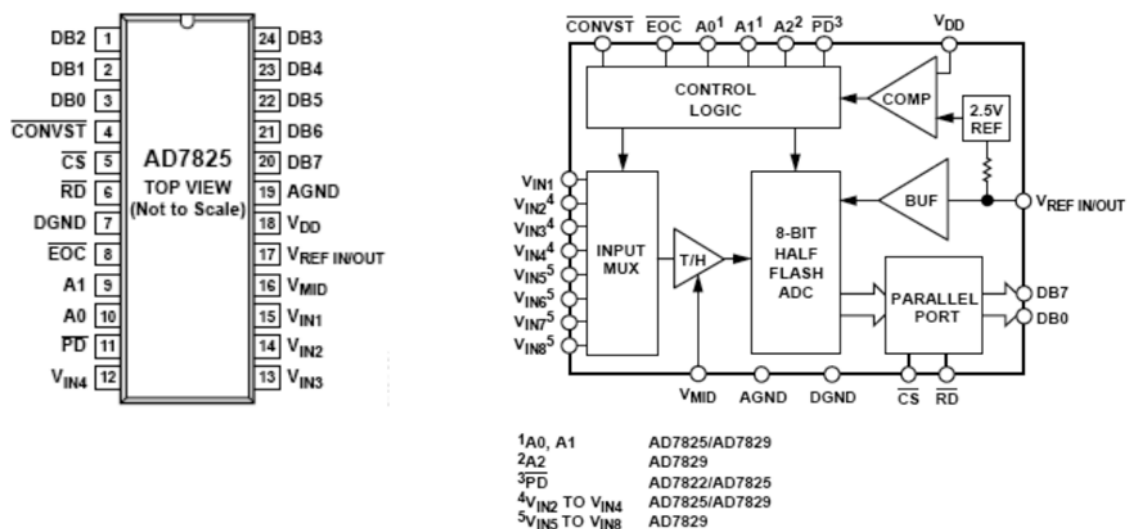 DB2 1
DB1 2
DB0 3
CONVST 4
CS 5
RD 6
DGND 7
EOC 8
A1 9
A0 10
PD 11
VIN4 12
AD7825
TOP VIEW
(Not to Scale)
24 DB3
23 DB4
22 DB5
21 DB6
20 DB7
19 AGND
18 VDD
17 VREF IN/OUT
16 VMID
15 VIN1
14 VIN2
13 VIN3
CONVST EOC A0¹ A1¹ A2² PD³ VDD
CONTROL
LOGIC
COMP
2.5V
REF
VIN1
VIN2⁴
VIN3⁴
VIN4⁴
VIN5⁵
VIN6⁵
VIN7⁵
VIN8⁵
INPUT
MUX
T/H
8-BIT
HALF
FLASH
ADC
BUF
VREF IN/OUT
PARALLEL
PORT
DB7
DB0
VMID AGND DGND CS RD
¹A0, A1 AD7825/AD7829
²A2 AD7829
³PD AD7822/AD7825
⁴VIN2 TO VIN4 AD7825/AD7829
⁵VIN5 TO VIN8 AD7829